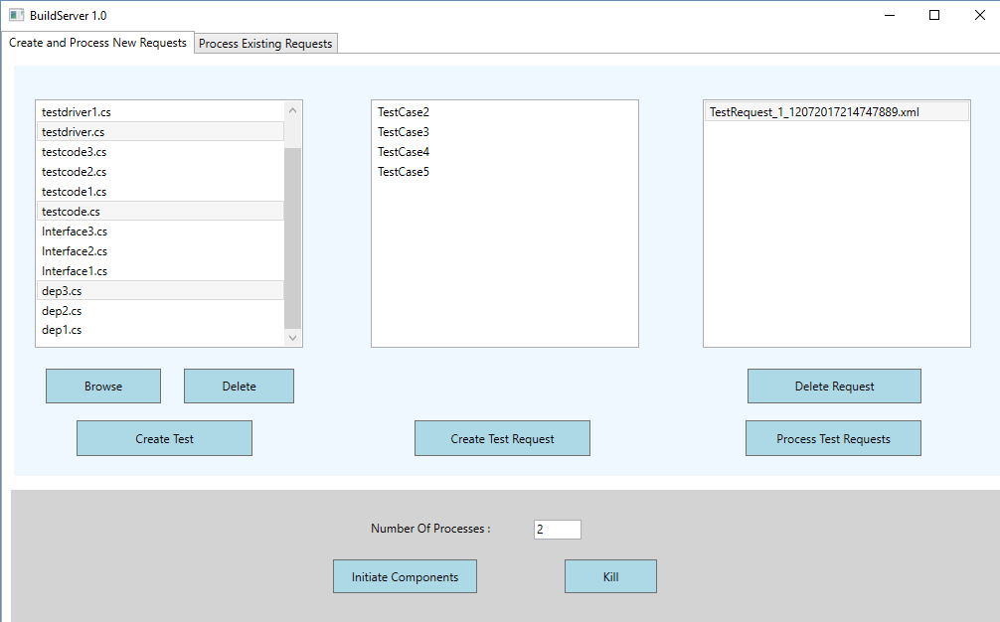 BuildServer 1.0
Create and Process New Requests
Process Existing Requests
testdriver1.cs
testdriver.cs
testcode3.cs
testcode2.cs
testcode1.cs
testcode.cs
Interface3.cs
Interface2.cs
Interface1.cs
dep3.cs
dep2.cs
dep1.cs
TestCase2
TestCase3
TestCase4
TestCase5
TestRequest_1_12072017214747889.xml
Browse
Delete
Delete Request
Create Test
Create Test Request
Process Test Requests
Number Of Processes :
2
Initiate Components
Kill